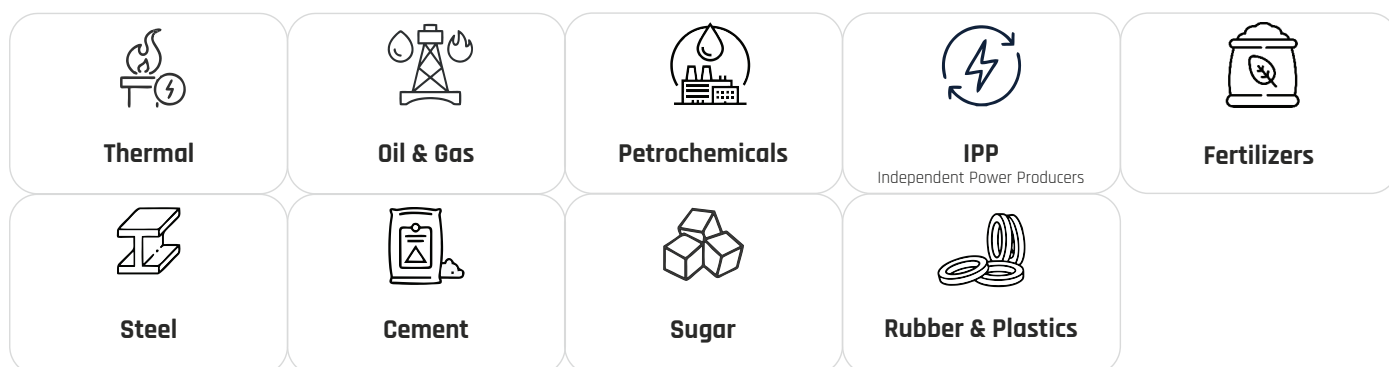 Thermal
Oil & Gas
Petrochemicals
IPP
Independent Power Producers
Fertilizers
Steel
Cement
Sugar
Rubber & Plastics